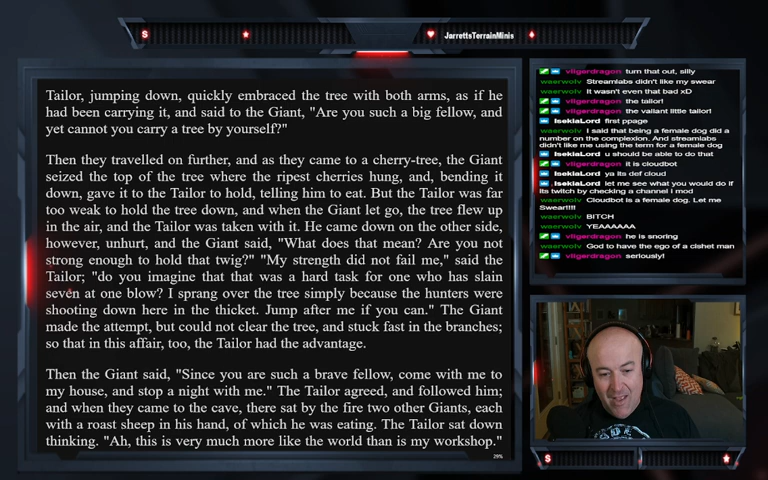 JarrettsTerrainMinis
Tailor, jumping down, quickly embraced the tree with both arms, as if he
had been carrying it, and said to the Giant, "Are you such a big fellow, and
yet cannot you carry a tree by yourself?"
Then they travelled on further, and as they came to a cherry-tree, the Giant
seized the top of the tree where the ripest cherries hung, and, bending it
down, gave it to the Tailor to hold, telling him to eat. But the Tailor was far
too weak to hold the tree down, and when the Giant let go, the tree flew up
in the air, and the Tailor was taken with it. He came down on the other side,
however, unhurt, and the Giant said, "What does that mean? Are you not
strong enough to hold that twig?" "My strength did not fail me," said the
Tailor; "do you imagine that that was a hard task for one who has slain
seven at one blow? I sprang over the tree simply because the hunters were
shooting down here in the thicket. Jump after me if you can." The Giant
made the attempt, but could not clear the tree, and stuck fast in the branches;
so that in this affair, too, the Tailor had the advantage.
Then the Giant said, "Since you are such a brave fellow, come with me to
my house, and stop a night with me." The Tailor agreed, and followed him;
and when they came to the cave, there sat by the fire two other Giants, each
with a roast sheep in his hand, of which he was eating. The Tailor sat down
thinking. "Ah, this is very much more like the world than is my workshop."
29%
vligerdragon turn that out, silly
waerwolv Streamlabs didn't like my swear
waerwolv It wasn't even that bad xD
vligerdragon the tailor!
vligerdragon the valiant little tailor!
IsekiaLord first ppage
waerwolv I said that being a female dog did a
number on the complexion. And streamlabs
didn't like me using the term for a female dog
IsekiaLord u should be able to do that
vligerdragon it is cloudbot
IsekiaLord ya its def cloud
IsekiaLord let me see what you would do if
Its twitch by checking a channel I mod
waerwolv Cloudbot is a female dog. Let me
Swear!!!!
waerwolv BITCH
waerwolv YEAAAAAA
vligerdragon he is snoring
waerwolv God to have the ego of a cishet man
vligerdragon seriously!